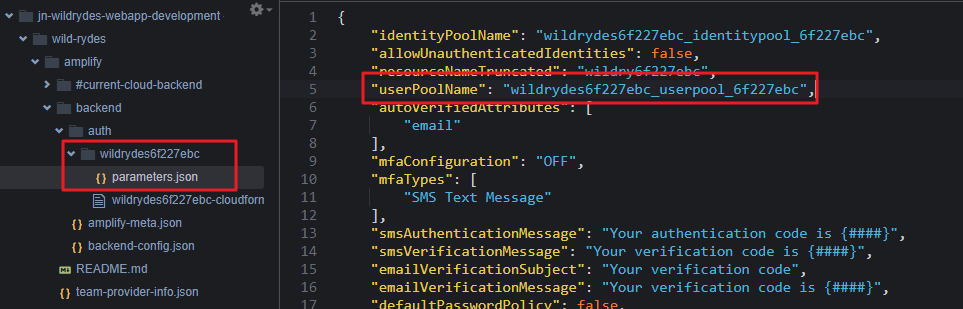 jn-wildrydes-webapp-development
wild-rydes
amplify
#current-cloud-backend
backend
auth
wildrydes6f227ebc
parameters.json
wildrydes6f227ebc-cloudforn
amplify-meta.json
backend-config.json
README.md
team-provider-info.json
1 {
2 "identityPoolName": "wildrydes6f227ebc_identitypool_6f227ebc",
3 "allowUnauthenticatedIdentities": false,
4 "resourceNameTruncated": "wildry6f227ebc",
5 "userPoolName": "wildrydes6f227ebc_userpool_6f227ebc",
6 "autoVerifiedAttributes": [
7 "email"
8 ],
9 "mfaConfiguration": "OFF",
10 "mfaTypes": [
11 "SMS Text Message"
12 ],
13 "smsAuthenticationMessage": "Your authentication code is {####}",
14 "smsVerificationMessage": "Your verification code is {####}",
15 "emailVerificationSubject": "Your verification code",
16 "emailVerificationMessage": "Your verification code is {####}",
17 "defaultPasswordPolicy": false,